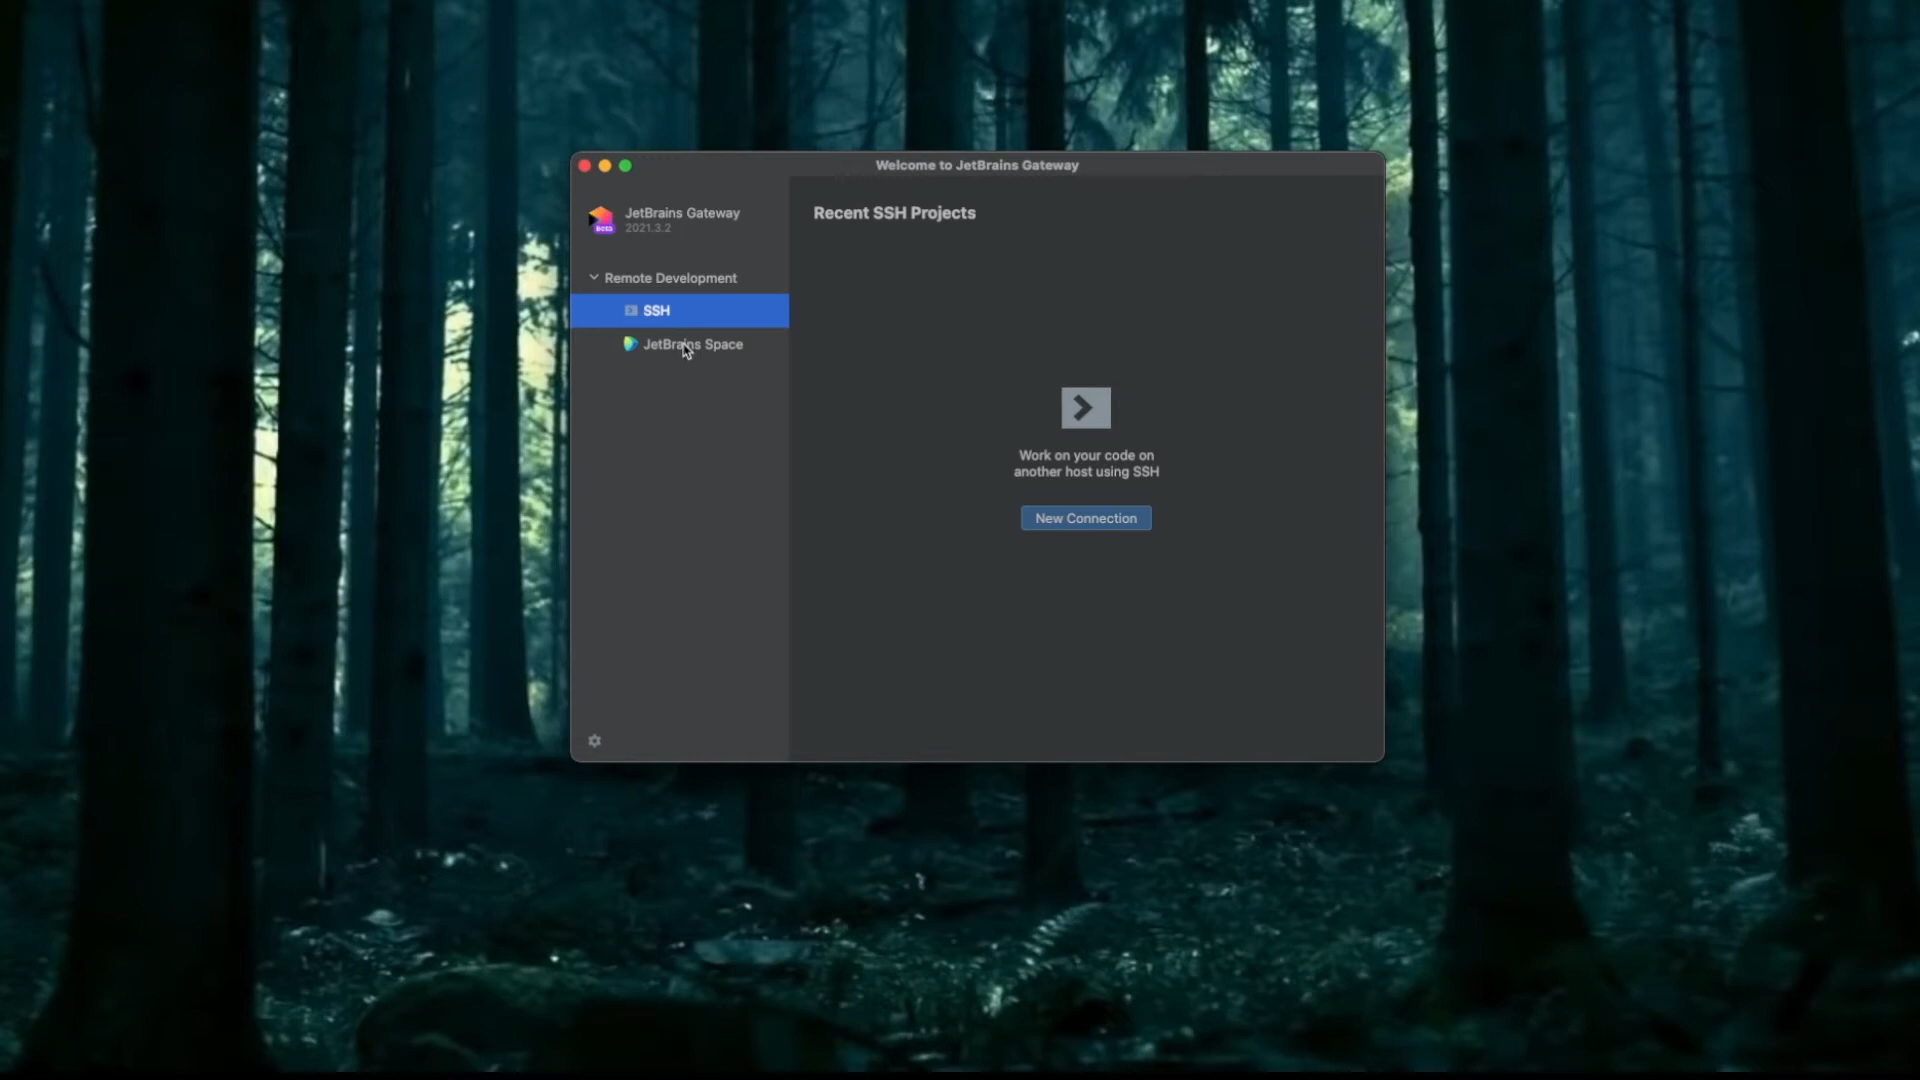 Welcome to JetBrains Gateway
JetBrains Gateway
2021.3.2
Remote Development
SSH
JetBrains Space
Recent SSH Projects
Work on your code on
another host using SSH
New Connection